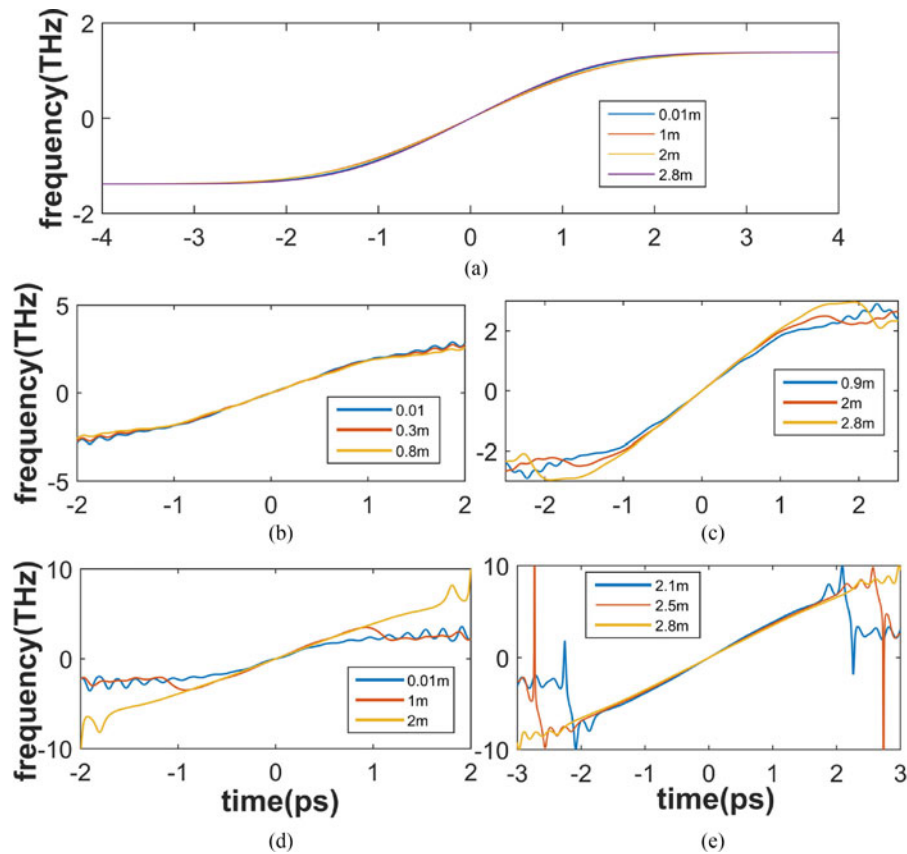 2
0
-2
frequency(THz)
0.01m
1m
2m
2.8m
-4 -3 -2 -1 0 1 2 3 4
(a)
5
0
-5
frequency(THz)
0.01
0.3m
0.8m
-2 -1 0 1 2
(b)
2
0
-2
0.9m
2m
2.8m
-2 -1 0 1 2
(c)
10
0
-10
frequency(THz)
0.01m
1m
2m
-2 -1 0 1 2
time(ps)
(d)
10
0
-10
2.1m
2.5m
2.8m
-3 -2 -1 0 1 2 3
time(ps)
(e)